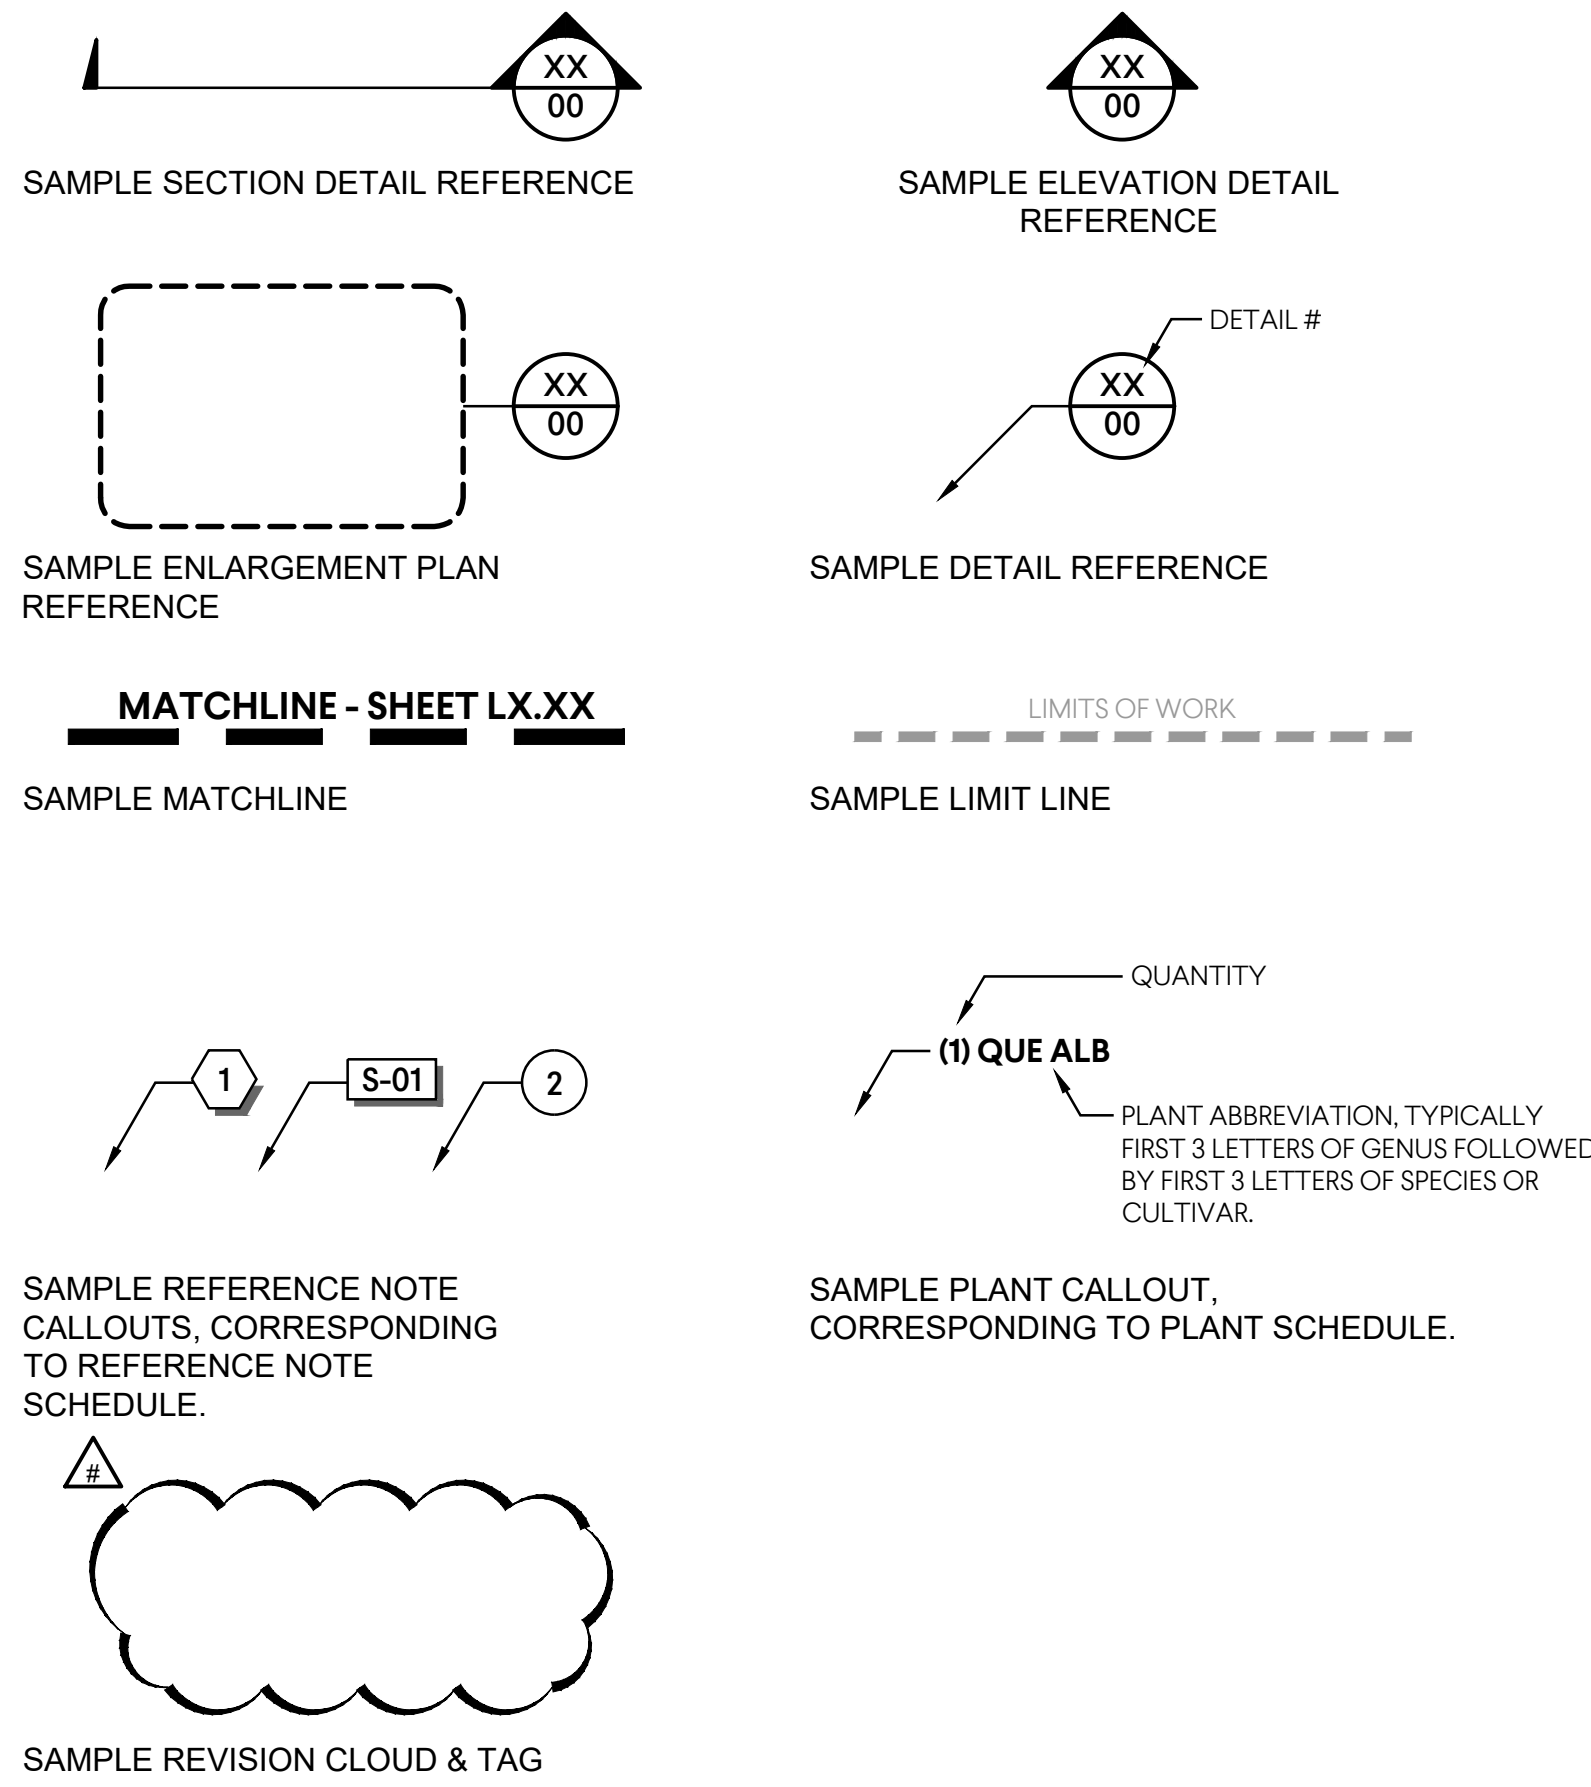 XX
00
SAMPLE SECTION DETAIL REFERENCE
XX
00
SAMPLE ELEVATION DETAIL
REFERENCE
XX
00
SAMPLE ENLARGEMENT PLAN
REFERENCE
DETAIL #
XX
00
SAMPLE DETAIL REFERENCE
MATCHLINE - SHEET LX.XX
SAMPLE MATCHLINE
LIMITS OF WORK
SAMPLE LIMIT LINE
1
S-01
2
SAMPLE REFERENCE NOTE
CALLOUTS, CORRESPONDING
TO REFERENCE NOTE
SCHEDULE.
QUANTITY
(1) QUE ALB
PLANT ABBREVIATION, TYPICALLY
FIRST 3 LETTERS OF GENUS FOLLOWED
BY FIRST 3 LETTERS OF SPECIES OR
CULTIVAR.
SAMPLE PLANT CALLOUT,
CORRESPONDING TO PLANT SCHEDULE.
#
SAMPLE REVISION CLOUD & TAG